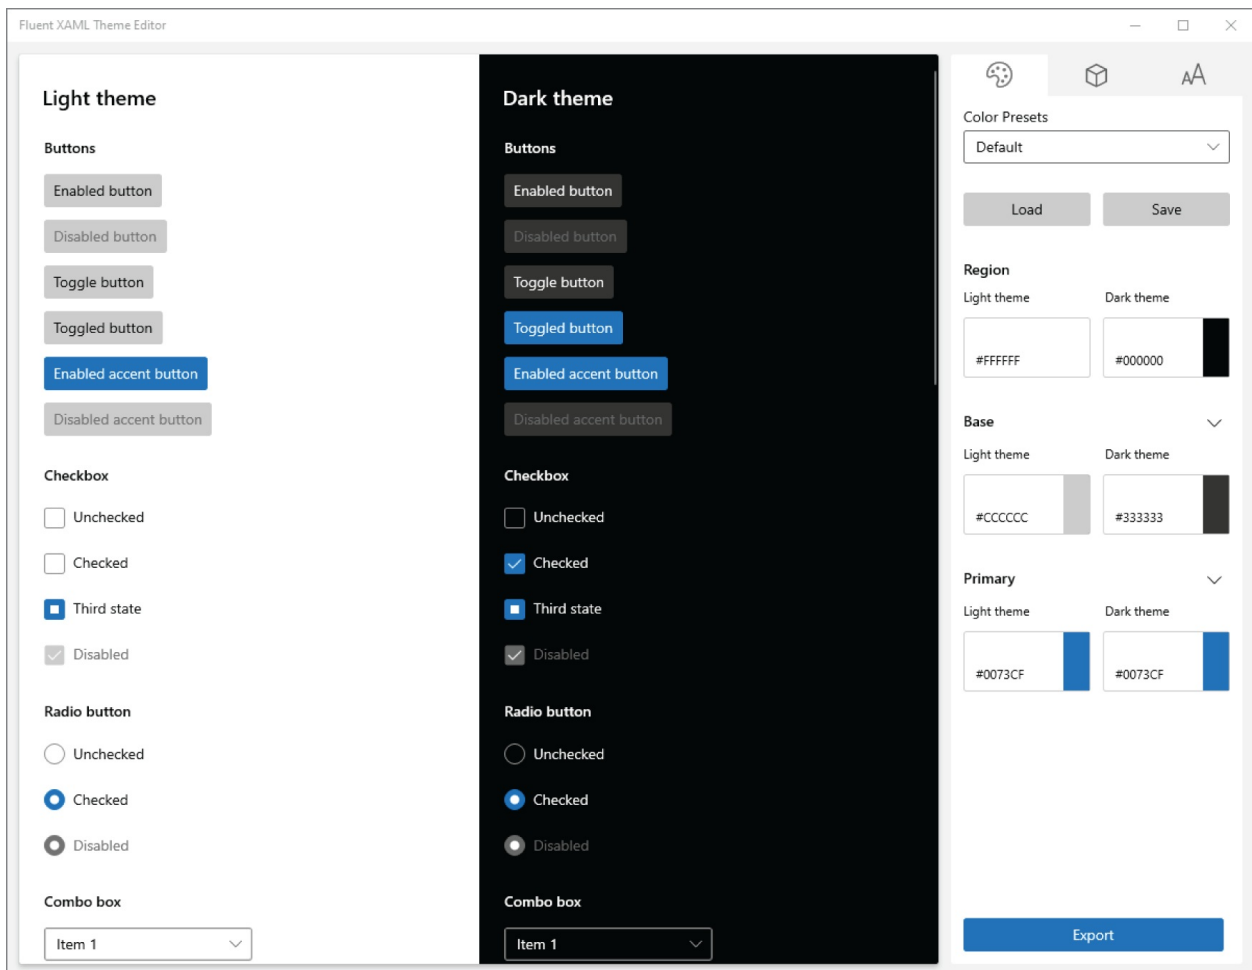 Fluent XAML Theme Editor
Light theme
Buttons
Enabled button
Disabled button
Toggle button
Toggled button
Enabled accent button
Disabled accent button
Checkbox
Unchecked
Checked
Third state
Disabled
Radio button
Unchecked
Checked
Disabled
Combo box
Item 1
Dark theme
Buttons
Enabled button
Disabled button
Toggle button
Toggled button
Enabled accent button
Disabled accent button
Checkbox
Unchecked
Checked
Third state
Disabled
Radio button
Unchecked
Checked
Disabled
Combo box
Item 1
AA
Color Presets
Default
Load Save
Region
Light theme Dark theme
#FFFFFF #000000
Base
Light theme Dark theme
#CCCCCC #333333
Primary
Light theme Dark theme
#0073CF #0073CF
Export